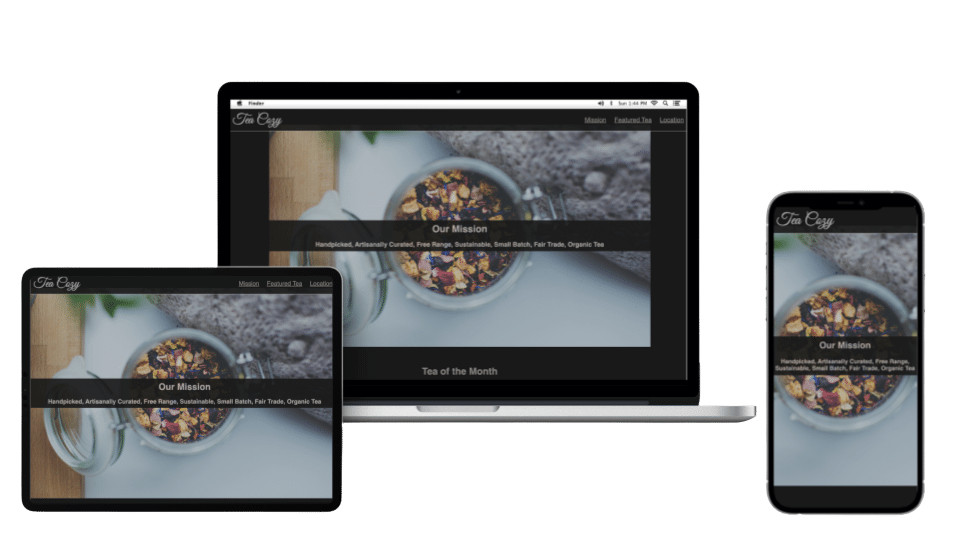 Finder
Sun 1:44 PM
Tea Cozy
Mission Featured Tea Location
Our Mission
Handpicked, Artisanally Curated, Free Range, Sustainable, Small Batch, Fair Trade, Organic Tea
Tea of the Month
Tea Cozy
Mission Featured Tea Location
Our Mission
Handpicked, Artisanally Curated, Free Range, Sustainable, Small Batch, Fair Trade, Organic Tea
Tea Cozy
Our Mission
Handpicked, Artisanally Curated, Free Range,
Sustainable, Small Batch, Fair Trade, Organic Tea